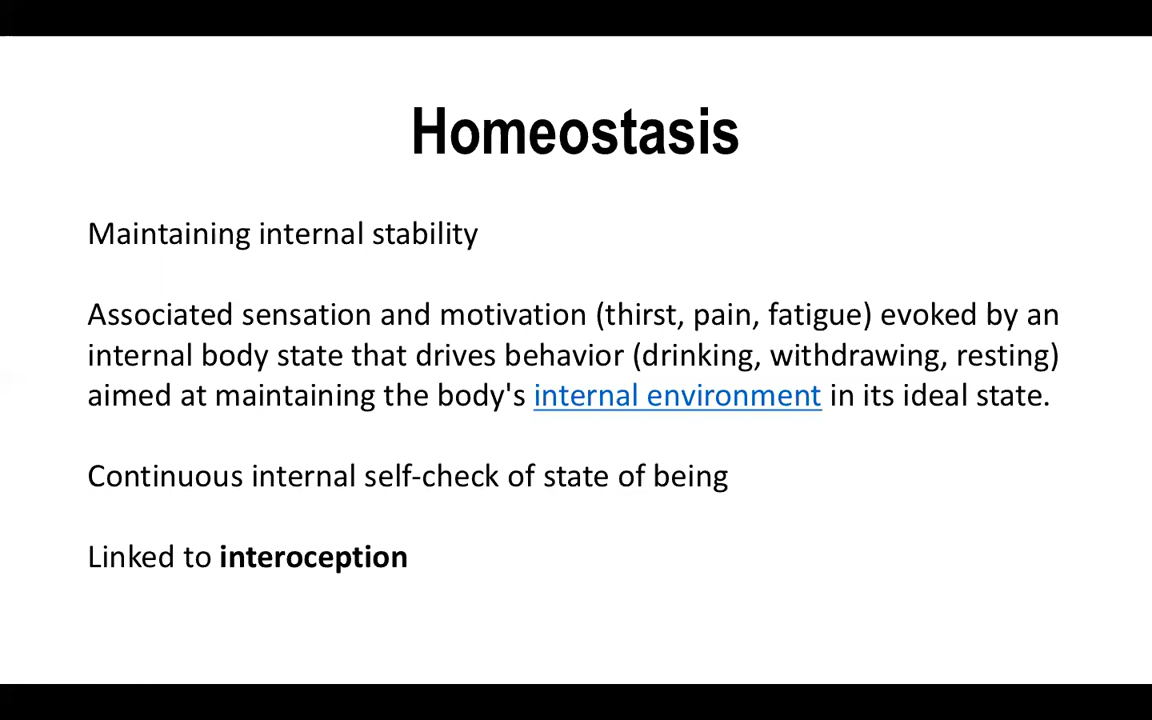 Homeostasis
Maintaining internal stability
Associated sensation and motivation (thirst, pain, fatigue) evoked by an
internal body state that drives behavior (drinking, withdrawing, resting)
aimed at maintaining the body's internal environment in its ideal state.
Continuous internal self-check of state of being
Linked to interoception